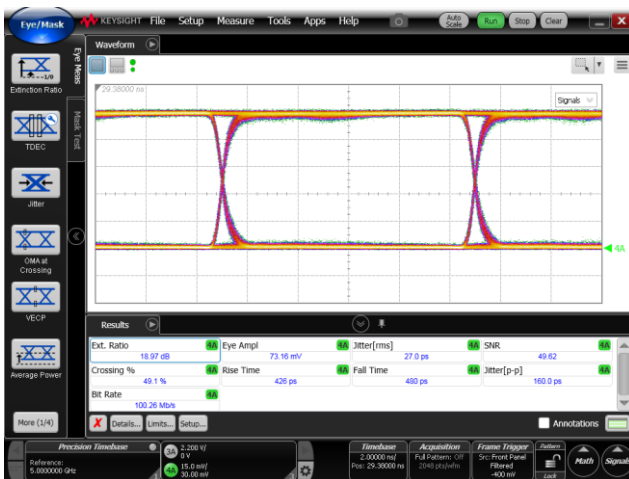 Eye/Mask
KEYSIGHT File Setup Measure Tools Apps Help
Auto Scale
Run Stop Clear
Waveform
Eye Meas
Mask Test
Extinction Ratio
TDEC
Jitter
OMA at
Crossing
VECP
Average Power
More (1/4)
29.38000 ns
Signals
4A
Results
Ext. Ratio 4A Eye Ampl 4A Jitter[rms] 4A SNR 4A
18.97 dB 73.16 mV 27.0 ps 49.62
Crossing % 4A Rise Time 4A Fall Time 4A Jitter[p-p] 4A
49.1 % 426 ps 480 ps 160.0 ps
Bit Rate 4A
100.26 Mb/s
Details... Limits... Setup...
Annotations
Precision Timebase
Reference:
5.0000000 GHz
3A 2.200 V/
0 V
4A 15.0 mW/
30.00 mV
Timebase
2.00000 ns/
Pos: 29.38000 ns
Acquisition
Full Pattern: Off
2048 pts/wfm
Frame Trigger
Src: Front Panel
Filtered
-400 mV
Pattern
Lock
Math
Signals